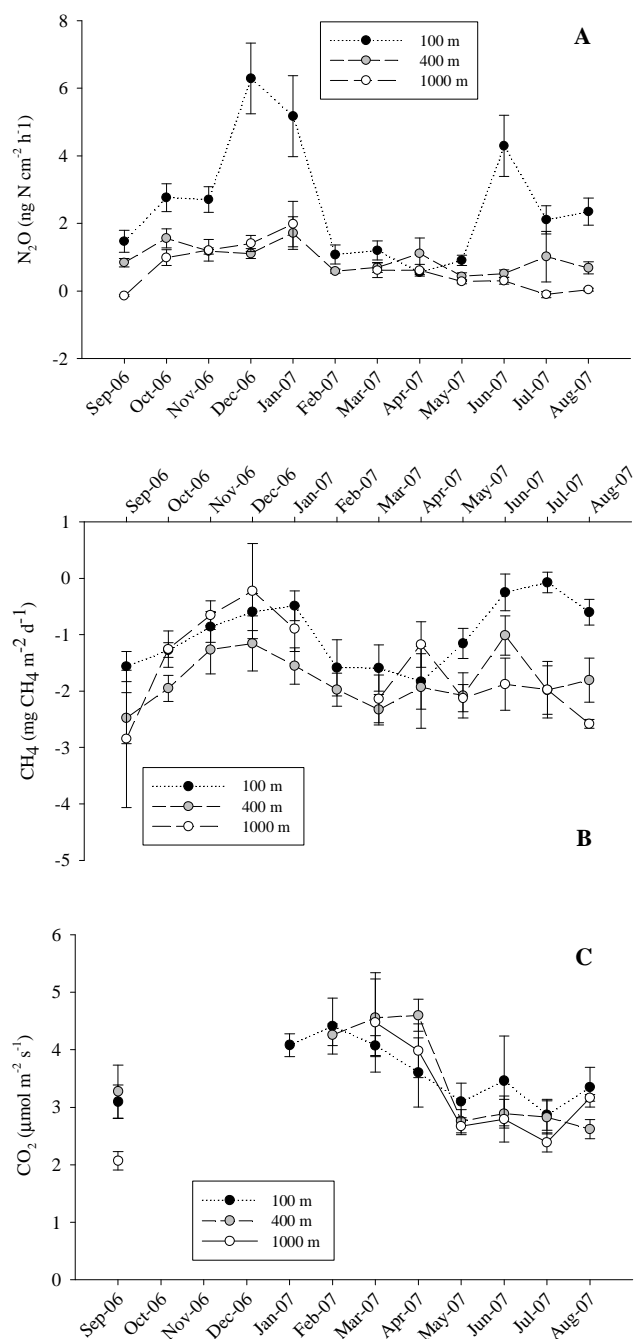 8
6
4
2
0
-2
N₂O (ng N cm⁻² h⁻1)
A
100 m
400 m
1000 m
Sep-06
Oct-06
Nov-06
Dec-06
Jan-07
Feb-07
Mar-07
Apr-07
May-07
Jun-07
Jul-07
Aug-07
Sep-06
Oct-06
Nov-06
Dec-06
Jan-07
Feb-07
Mar-07
Apr-07
May-07
Jun-07
Jul-07
Aug-07
1
0
-1
-2
-3
-4
-5
CH₄ (mg CH₄ m⁻² d⁻¹)
100 m
400 m
1000 m
B
6
5
4
3
2
1
0
CO₂ (µmol m⁻² s⁻¹)
C
100 m
400 m
1000 m
Sep-06
Oct-06
Nov-06
Dec-06
Jan-07
Feb-07
Mar-07
Apr-07
May-07
Jun-07
Jul-07
Aug-07